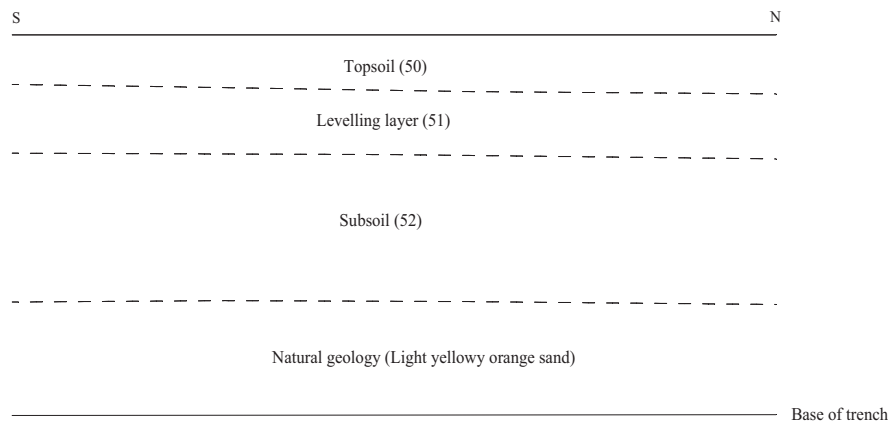 S
N
Topsoil (50)
Levelling layer (51)
Subsoil (52)
Natural geology (Light yellowy orange sand)
Base of trench